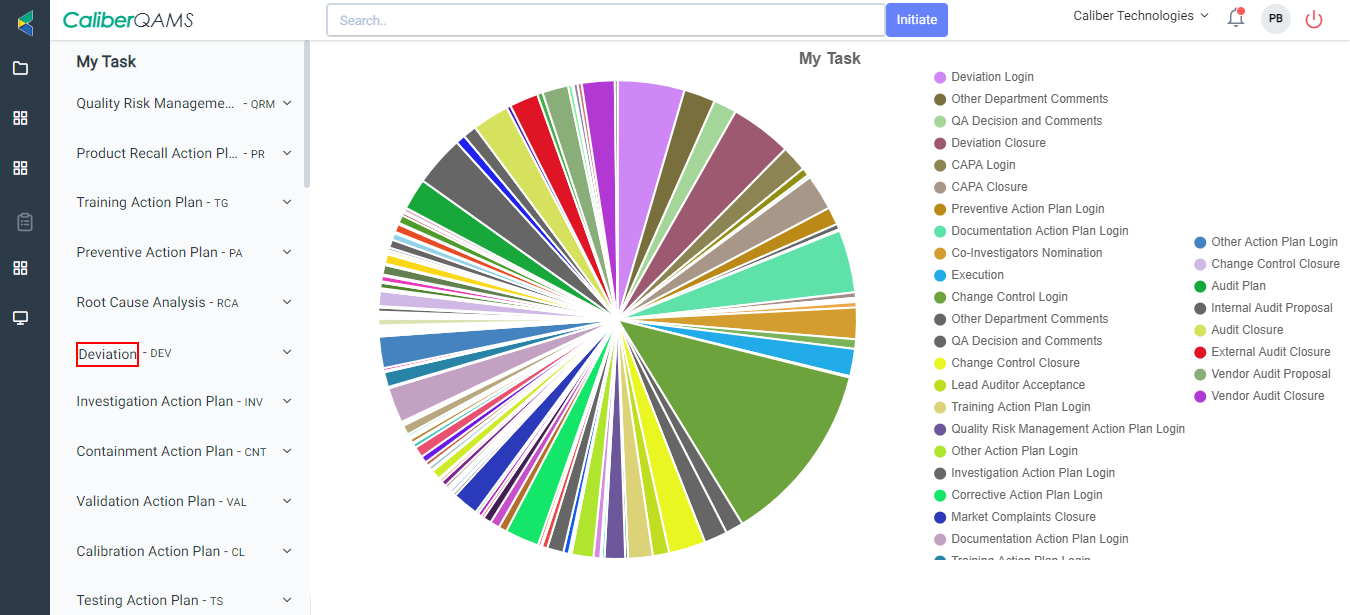 CaliberQAMS
Search..
Initiate
Caliber Technologies
PB
My Task
Quality Risk Manageme... - QRM
Product Recall Action Pl... - PR
Training Action Plan - TG
Preventive Action Plan - PA
Root Cause Analysis - RCA
Deviation - DEV
Investigation Action Plan - INV
Containment Action Plan - CNT
Validation Action Plan - VAL
Calibration Action Plan - CL
Testing Action Plan - TS
My Task
Deviation Login
Other Department Comments
QA Decision and Comments
Deviation Closure
CAPA Login
CAPA Closure
Preventive Action Plan Login
Documentation Action Plan Login
Co-Investigators Nomination
Execution
Change Control Login
Other Department Comments
QA Decision and Comments
Change Control Closure
Lead Auditor Acceptance
Training Action Plan Login
Quality Risk Management Action Plan Login
Other Action Plan Login
Investigation Action Plan Login
Corrective Action Plan Login
Market Complaints Closure
Documentation Action Plan Login
Training Action Plan Login
Other Action Plan Login
Change Control Closure
Audit Plan
Internal Audit Proposal
Audit Closure
External Audit Closure
Vendor Audit Proposal
Vendor Audit Closure